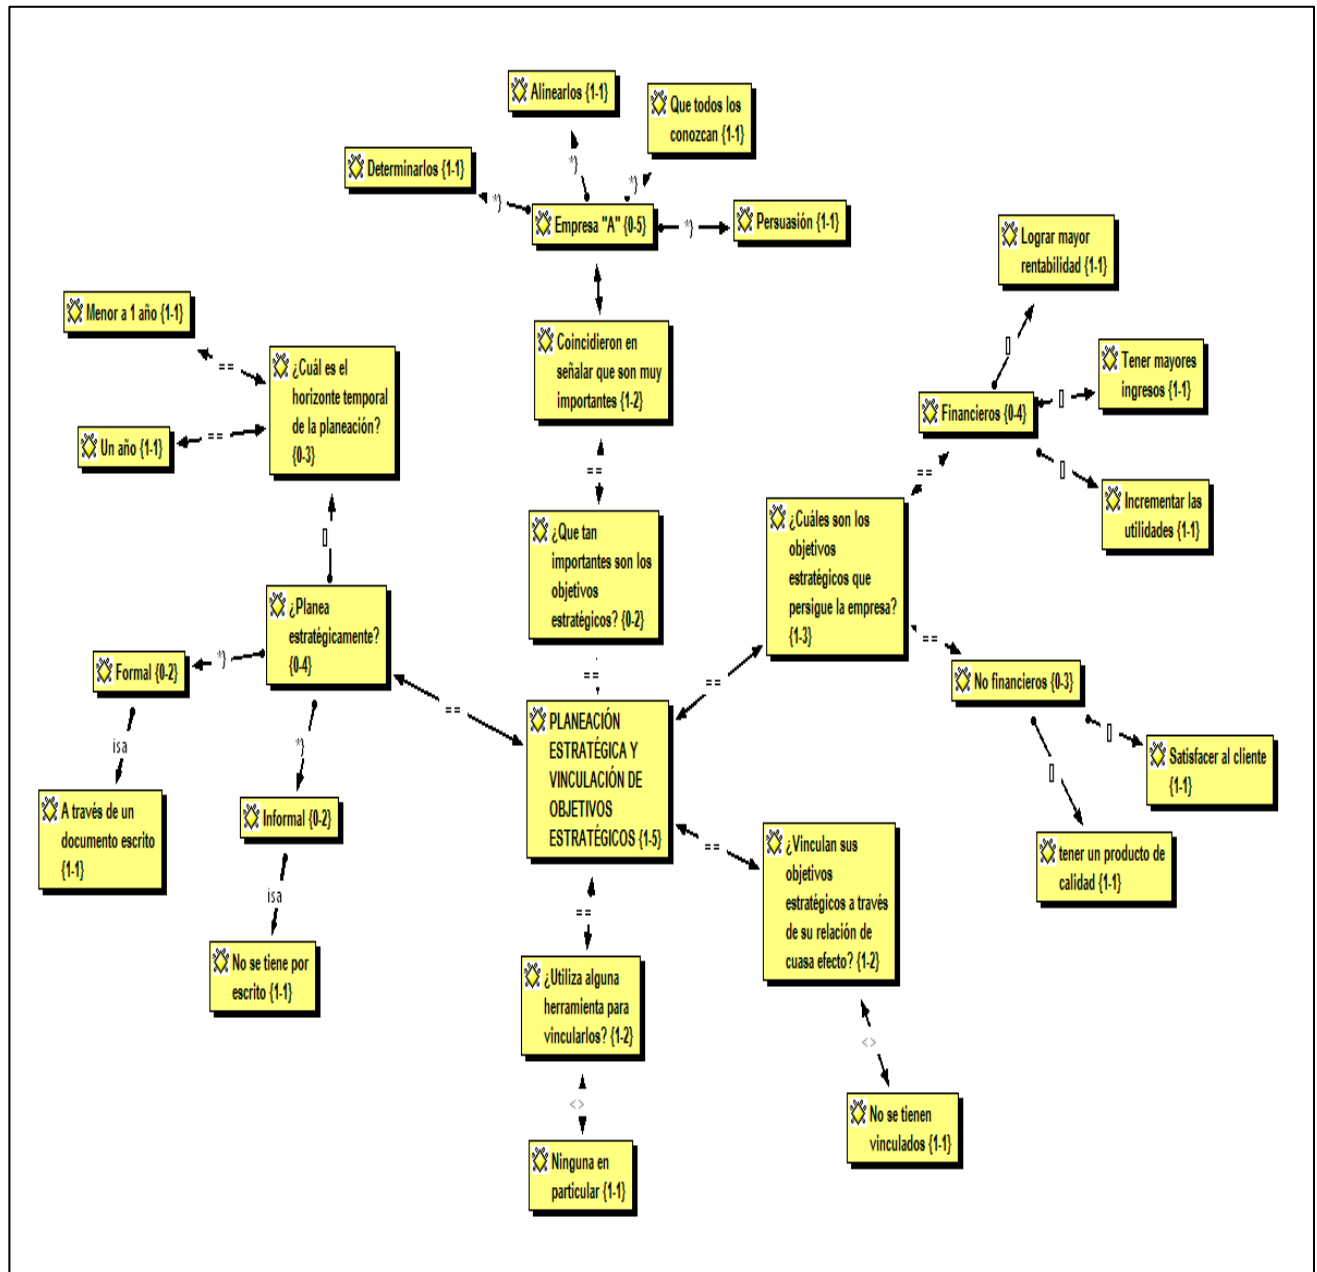 Alinearlos {1-1}
Que todos los
conozcan {1-1}
Determinarlos {1-1}
*}
*}
*}
Empresa "A" {0-5}
*}
Persuasión {1-1}
Lograr mayor
rentabilidad {1-1}
Menor a 1 año {1-1}
==
Coincidieron en
señalar que son muy
importantes {1-2}
¿Cuál es el
horizonte temporal
de la planeación?
{0-3}
[]
Tener mayores
ingresos {1-1}
Financieros {0-4}
[]
Un año {1-1}
==
==
==
[]
Incrementar las
utilidades {1-1}
¿Que tan
importantes son los
objetivos
estratégicos? {0-2}
¿Cuáles son los
objetivos
estratégicos que
persigue la empresa?
{1-3}
[]
¿Planea
estratégicamente?
{0-4}
*}
Formal {0-2}
==
==
==
==
No financieros {0-3}
isa
*}
PLANEACIÓN
ESTRATÉGICA Y
VINCULACIÓN DE
OBJETIVOS
ESTRATÉGICOS {1-5}
[]
[]
Satisfacer al cliente
{1-1}
A través de un
documento escrito
{1-1}
Informal {0-2}
==
¿Vinculan sus
objetivos
estratégicos a través
de su relación de
cuasa efecto? {1-2}
tener un producto de
calidad {1-1}
isa
==
No se tiene por
escrito {1-1}
¿Utiliza alguna
herramienta para
vincularlos? {1-2}
<>
<>
No se tienen
vinculados {1-1}
Ninguna en
particular {1-1}